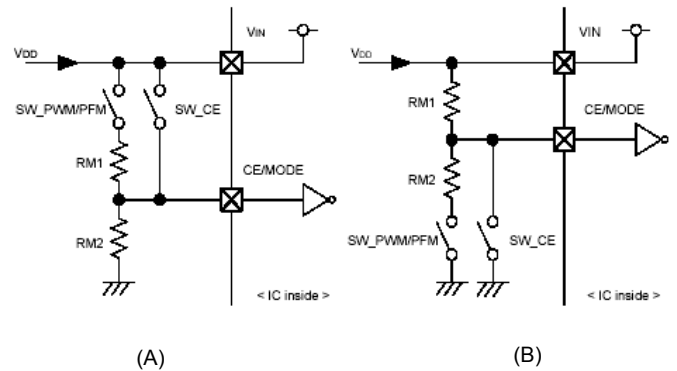 VIN
VDD
SW_PWM/PFM
SW_CE
RM1
CE/MODE
RM2
< IC inside >
(A)
VIN
VDD
RM1
CE/MODE
RM2
SW_PWM/PFM
SW_CE
< IC inside >
(B)